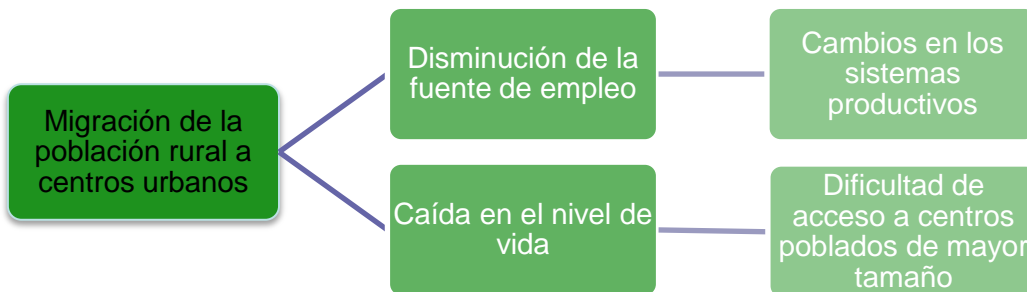 Migración de la
población rural a
centros urbanos
Disminución de la
fuente de empleo
Cambios en los
sistemas
productivos
Caída en el nivel de
vida
Dificultad de
acceso a centros
poblados de mayor
tamaño